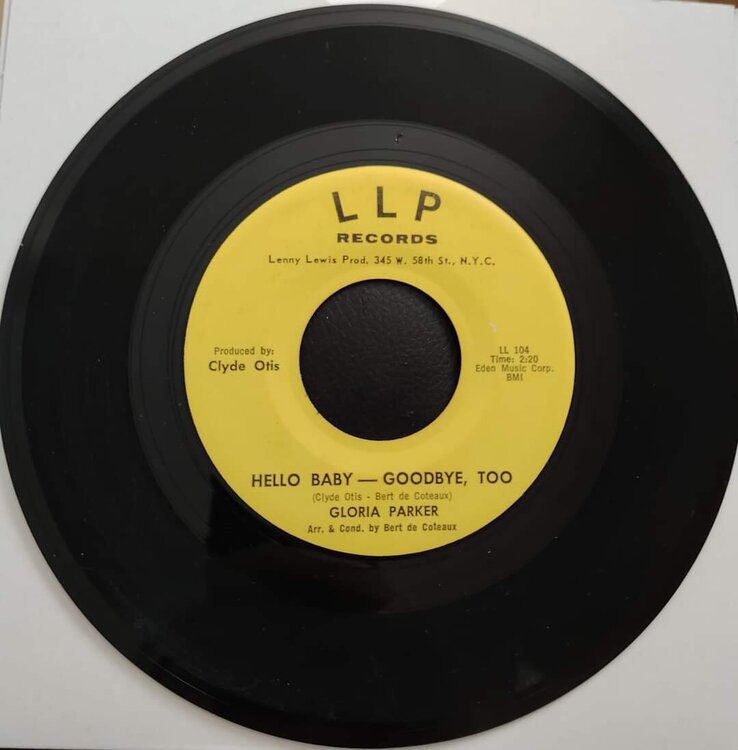 LLP
RECORDS
Lenny Lewis Prod. 345 W. 58th St., N.Y.C.
Produced by:
Clyde Otis
LL 104
Time: 2:20
Eden Music Corp.
BMI
HELLO BABY — GOODBYE, TOO
(Clyde Otis - Bert de Coteaux)
GLORIA PARKER
Arr. & Cond. by Bert de Coteaux